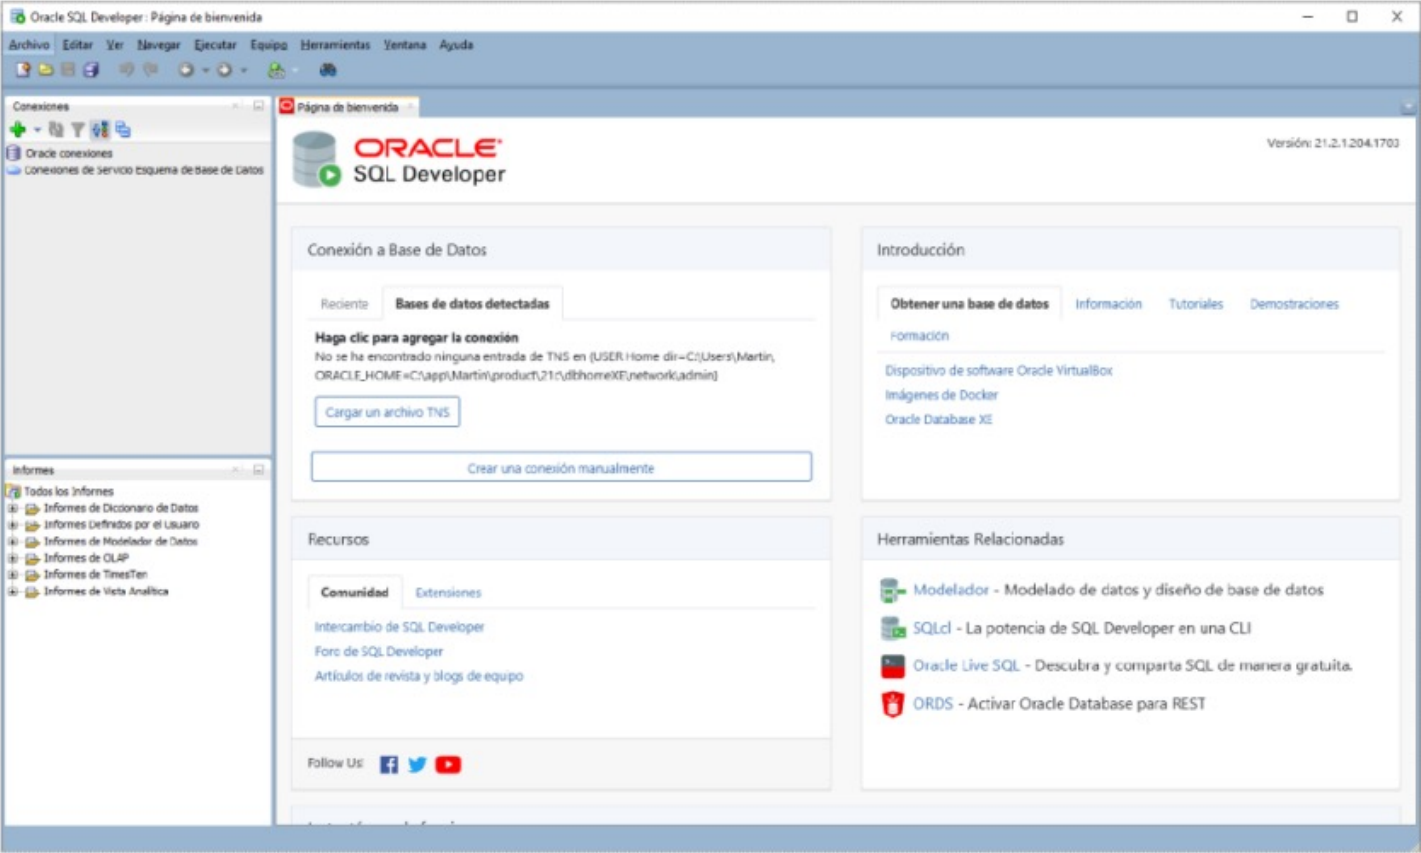 Oracle SQL Developer : Página de bienvenida
Archivo Editar Ver Navegar Ejecutar Equipo Herramientas Ventana Ayuda
Conexiones
Oracle conexiones
Conexiones de Servicio Esquema de Base de Datos
Informes
Todos los Informes
Informes de Diccionario de Datos
Informes Definidos por el Usuario
Informes de Modelador de Datos
Informes de OLAP
Informes de TimesTen
Informes de Vista Analítica
Página de bienvenida
ORACLE
SQL Developer
Versión: 21.2.1.204.1703
Conexión a Base de Datos
Reciente Bases de datos detectadas
Haga clic para agregar la conexión
No se ha encontrado ninguna entrada de TNS en (USER Home dir=C:\Users\Martin,
ORACLE_HOME=C:\app\Martin\product\21c\dbhomeXE\network\admin)
Cargar un archivo TNS
Crear una conexión manualmente
Introducción
Obtener una base de datos Información Tutoriales Demostraciones
Formación
Dispositivo de software Oracle VirtualBox
Imágenes de Docker
Oracle Database XE
Recursos
Comunidad Extensiones
Intercambio de SQL Developer
Foro de SQL Developer
Artículos de revista y blogs de equipo
Follow Us:
Herramientas Relacionadas
Modelador - Modelado de datos y diseño de base de datos
SQLcl - La potencia de SQL Developer en una CLI
Oracle Live SQL - Descubra y comparta SQL de manera gratuita.
ORDS - Activar Oracle Database para REST